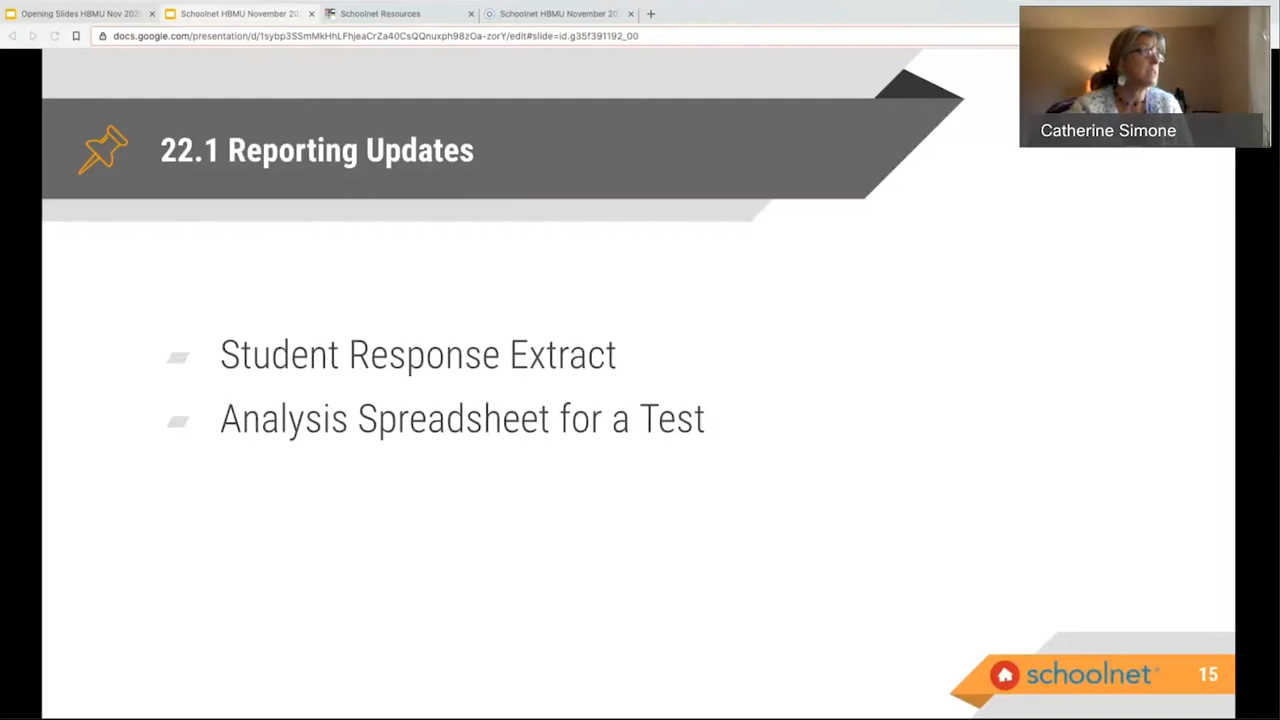 Opening Slides HBMU Nov 202
Schoolnet HBMU November 20
Schoolnet Resources
Schoolnet HBMU November 20
docs.google.com/presentation/d/1sybp3SSmMkHhLFhjeaCrZa40CsQQnuxph98zOa-zorY/edit#slide=id.g35f391192_00
Catherine Simone
22.1 Reporting Updates
Student Response Extract
Analysis Spreadsheet for a Test
schoolnet 15